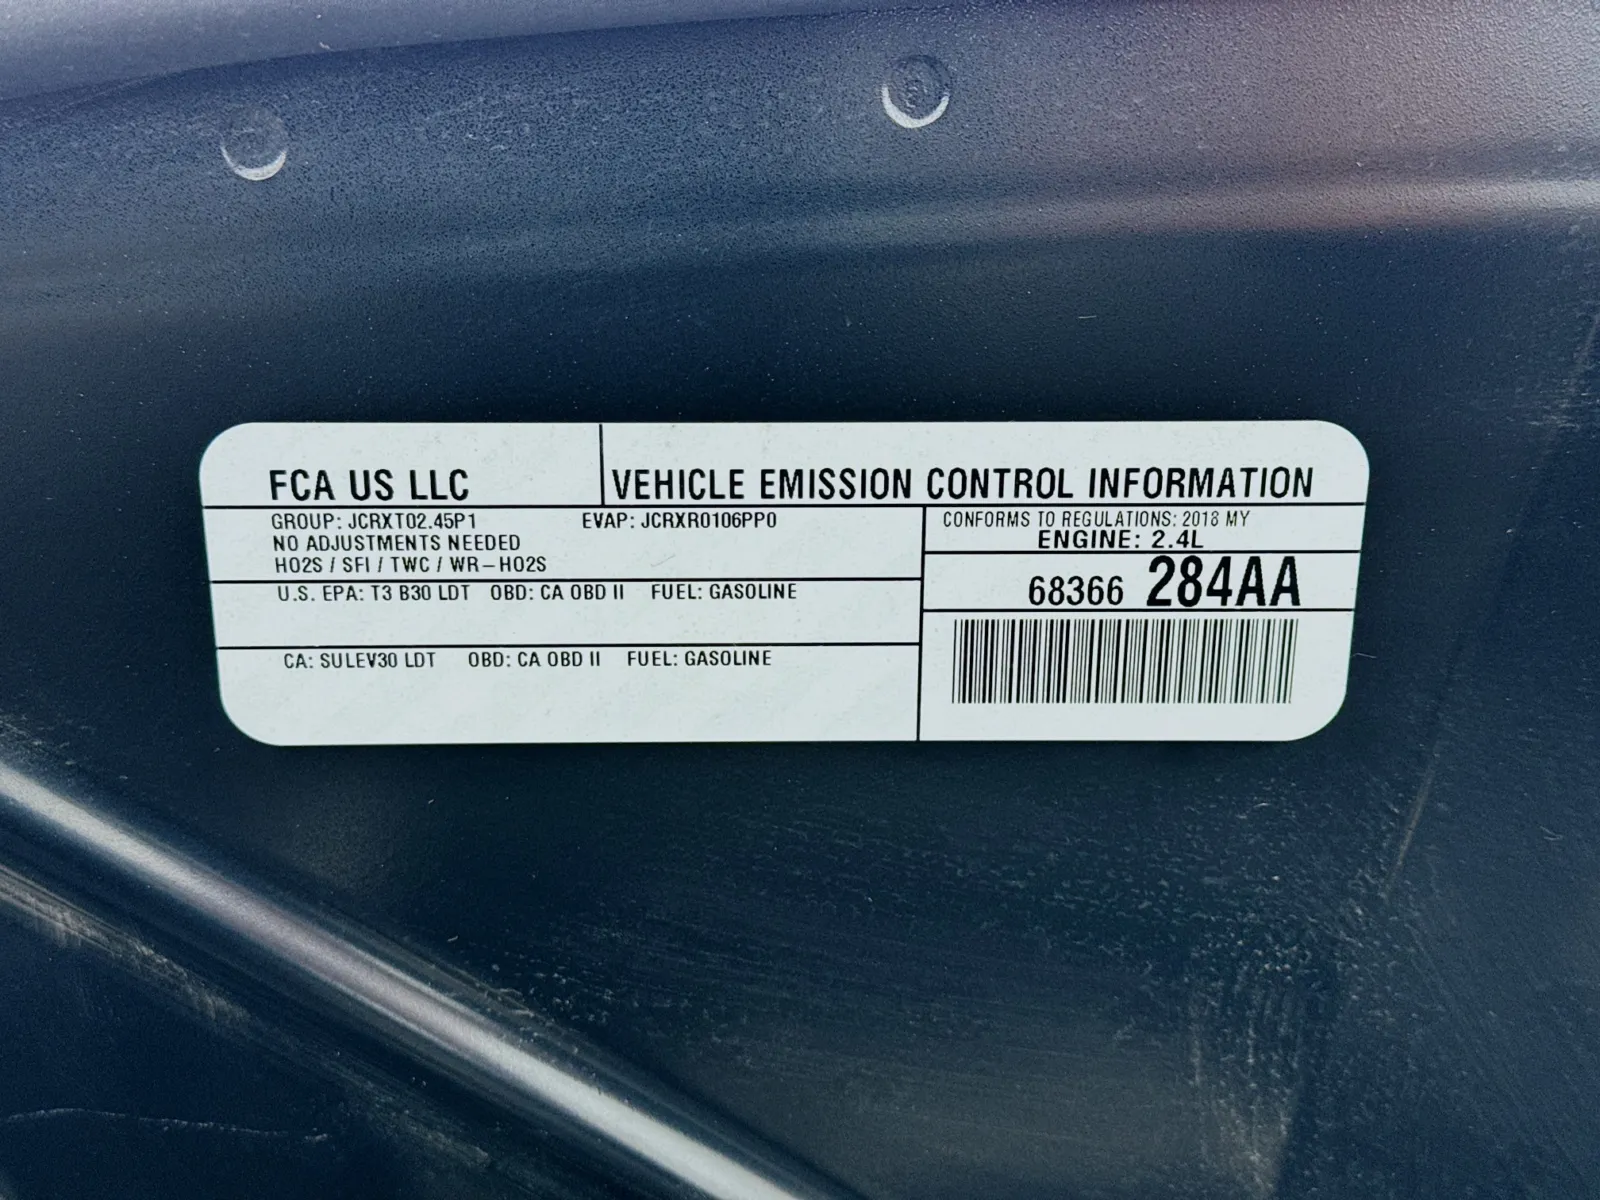 FCA US LLC
VEHICLE EMISSION CONTROL INFORMATION
GROUP: JCRXT02.45P1 EVAP: JCRXR0106PP0
NO ADJUSTMENTS NEEDED
HO2S / SFI / TWC / WR-HO2S
CONFORMS TO REGULATIONS: 2018 MY
ENGINE: 2.4L
68366 284AA
U.S. EPA: T3 B30 LDT OBD: CA OBD II FUEL: GASOLINE
CA: SULEV30 LDT OBD: CA OBD II FUEL: GASOLINE